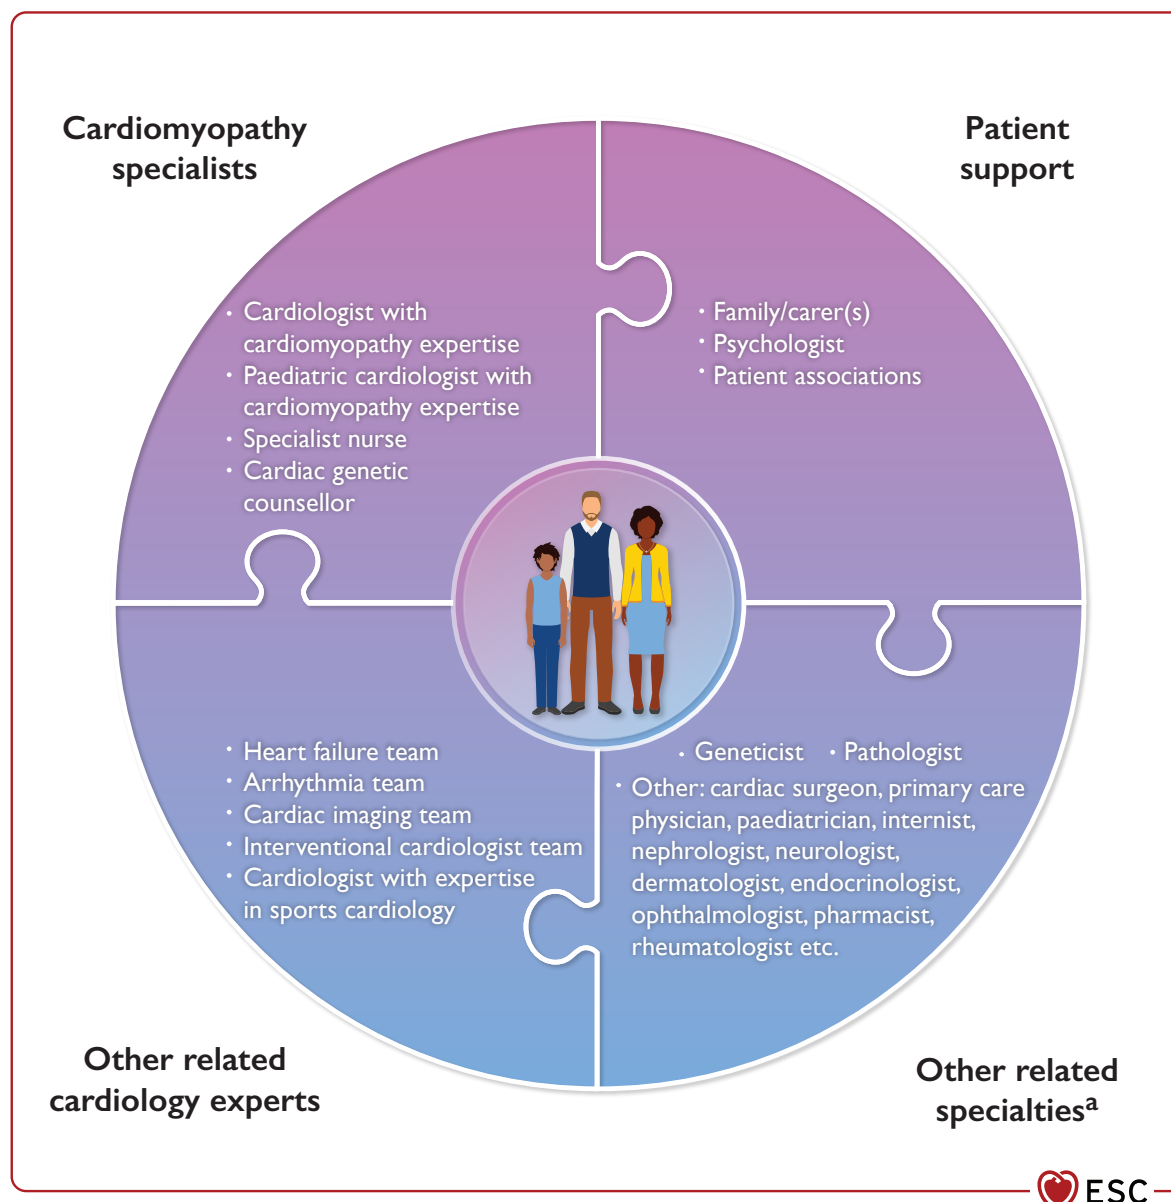 Cardiomyopathy
specialists
Patient
support
• Cardiologist with
cardiomyopathy expertise
• Paediatric cardiologist with
cardiomyopathy expertise
• Specialist nurse
• Cardiac genetic
counsellor
• Family/carer(s)
• Psychologist
• Patient associations
• Heart failure team
• Arrhythmia team
• Cardiac imaging team
• Interventional cardiologist team
• Cardiologist with expertise
in sports cardiology
• Geneticist • Pathologist
• Other: cardiac surgeon, primary care
physician, paediatrician, internist,
nephrologist, neurologist,
dermatologist, endocrinologist,
ophthalmologist, pharmacist,
rheumatologist etc.
Other related
cardiology experts
Other related
specialtiesᵃ
ESC